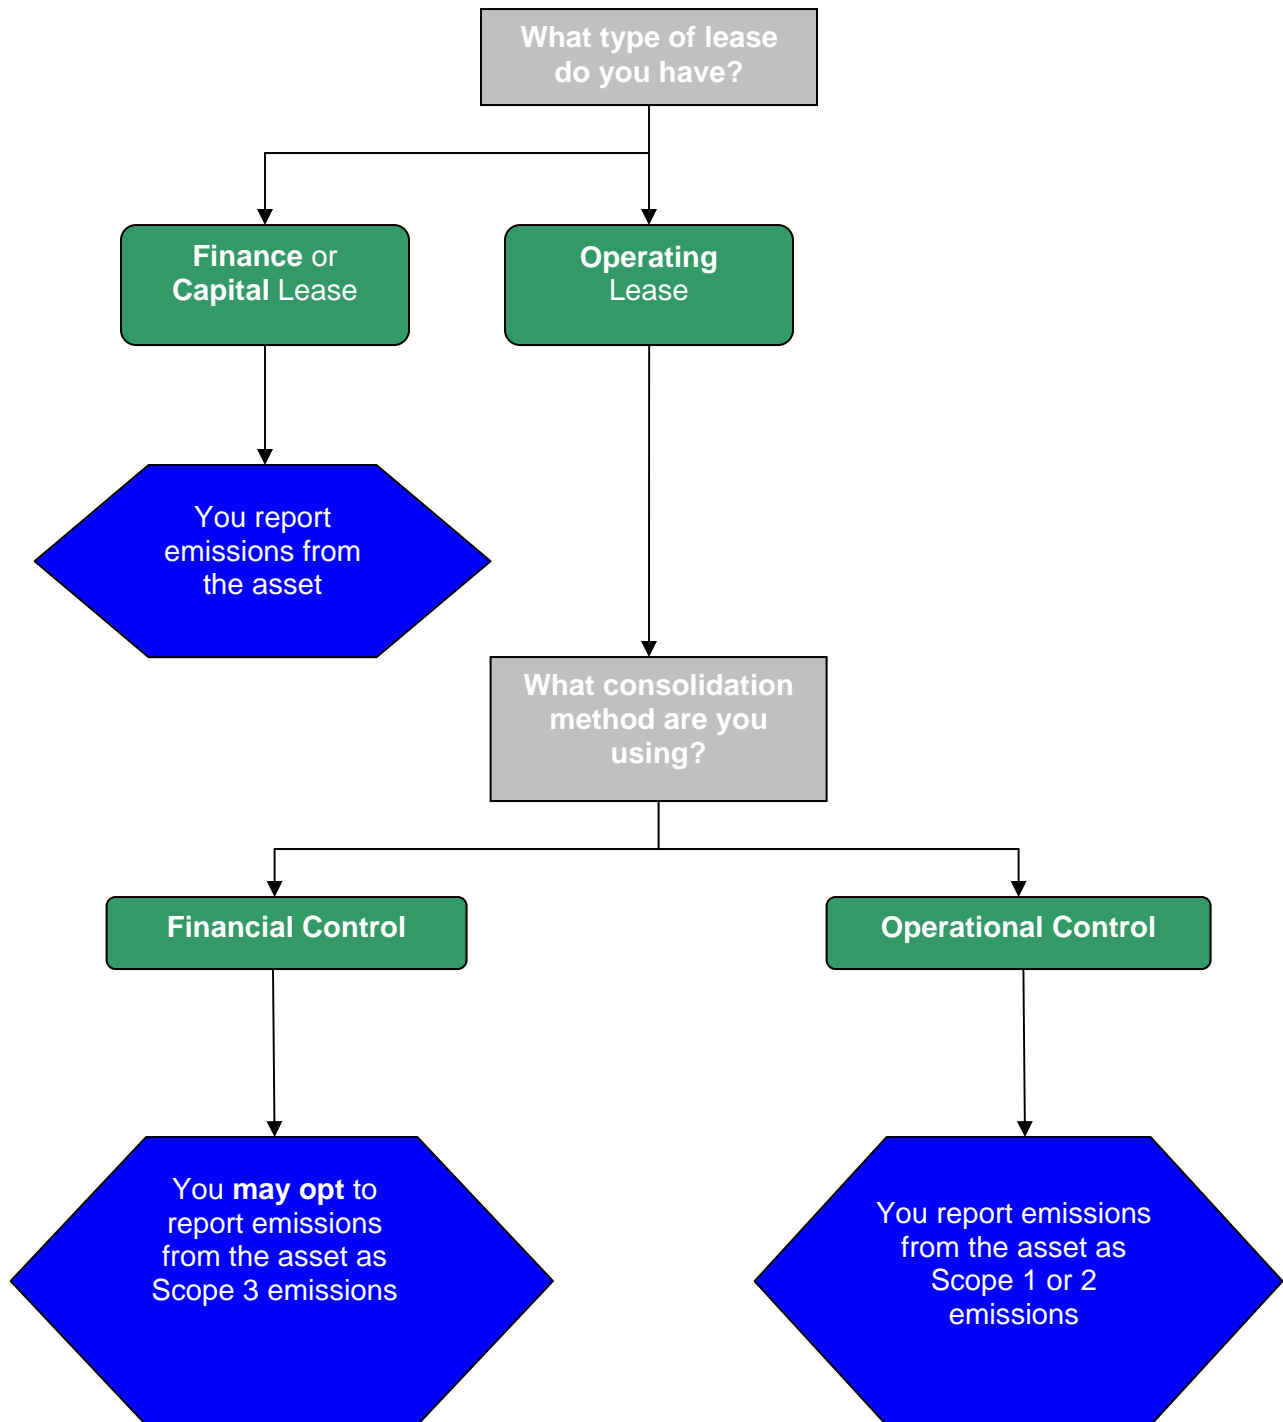 What type of lease
do you have?
Finance or
Capital Lease
Operating
Lease
You report
emissions from
the asset
What consolidation
method are you
using?
Financial Control
Operational Control
You may opt to
report emissions
from the asset as
Scope 3 emissions
You report emissions
from the asset as
Scope 1 or 2
emissions